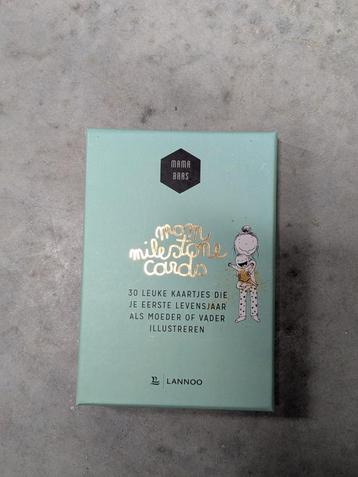 MAMA
BAAS
mom
milestone
cards
30 LEUKE KAARTJES DIE
JE EERSTE LEVENSJAAR
ALS MOEDER OF VADER
ILLUSTREREN
LANNOO